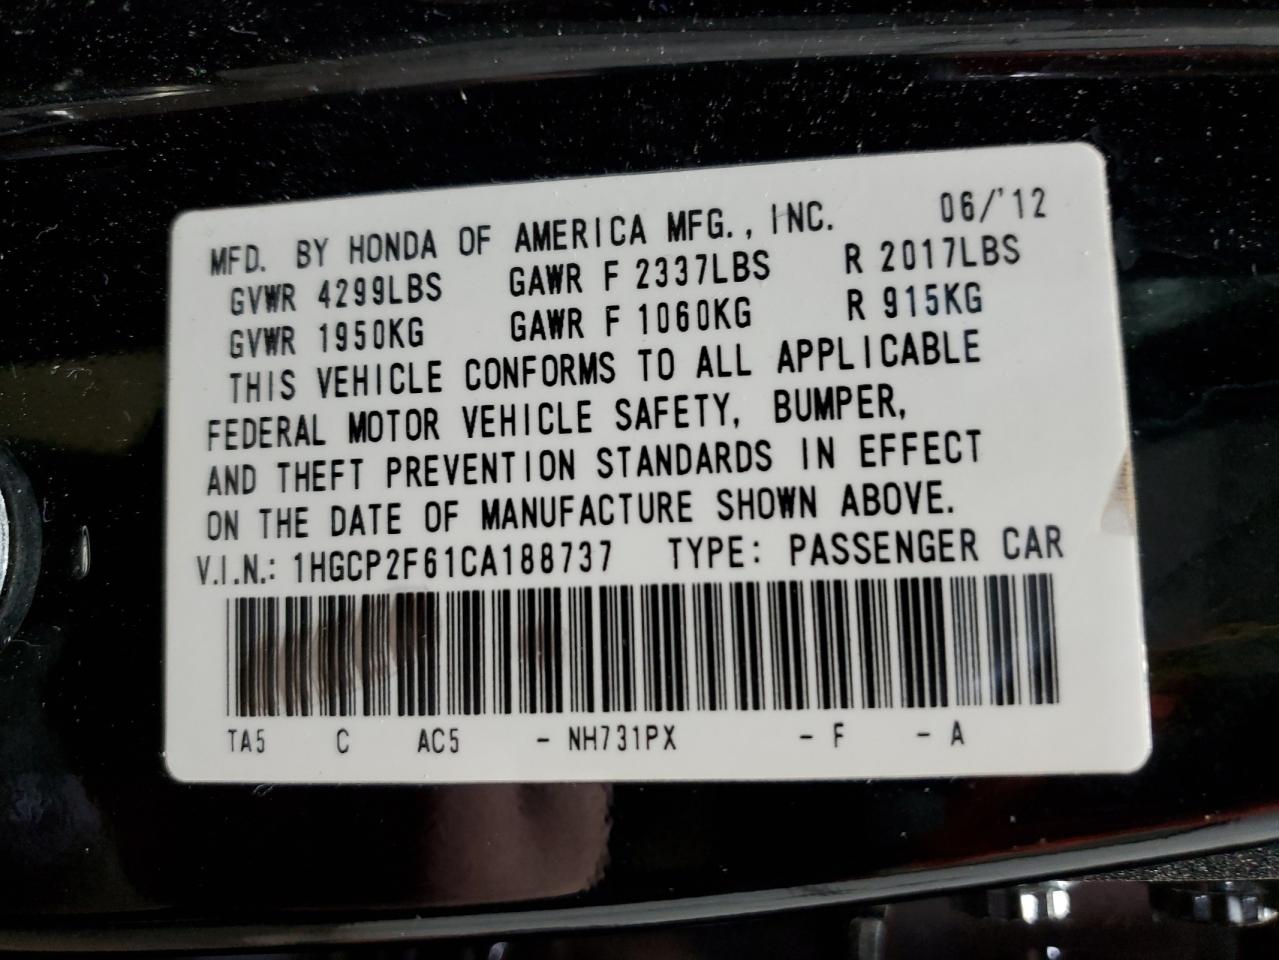 MFD. BY HONDA OF AMERICA MFG., INC. 06/'12
GVWR 4299LBS GAWR F 2337LBS R 2017LBS
GVWR 1950KG GAWR F 1060KG R 915KG
THIS VEHICLE CONFORMS TO ALL APPLICABLE
FEDERAL MOTOR VEHICLE SAFETY, BUMPER,
AND THEFT PREVENTION STANDARDS IN EFFECT
ON THE DATE OF MANUFACTURE SHOWN ABOVE.
V.I.N.: 1HGCP2F61CA188737 TYPE: PASSENGER CAR
TA5 C AC5 - NH731PX - F - A